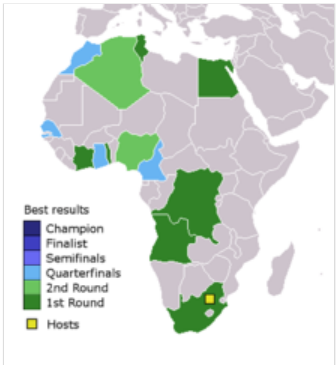 Best results
Champion
Finalist
Semifinals
Quarterfinals
2nd Round
1st Round
Hosts